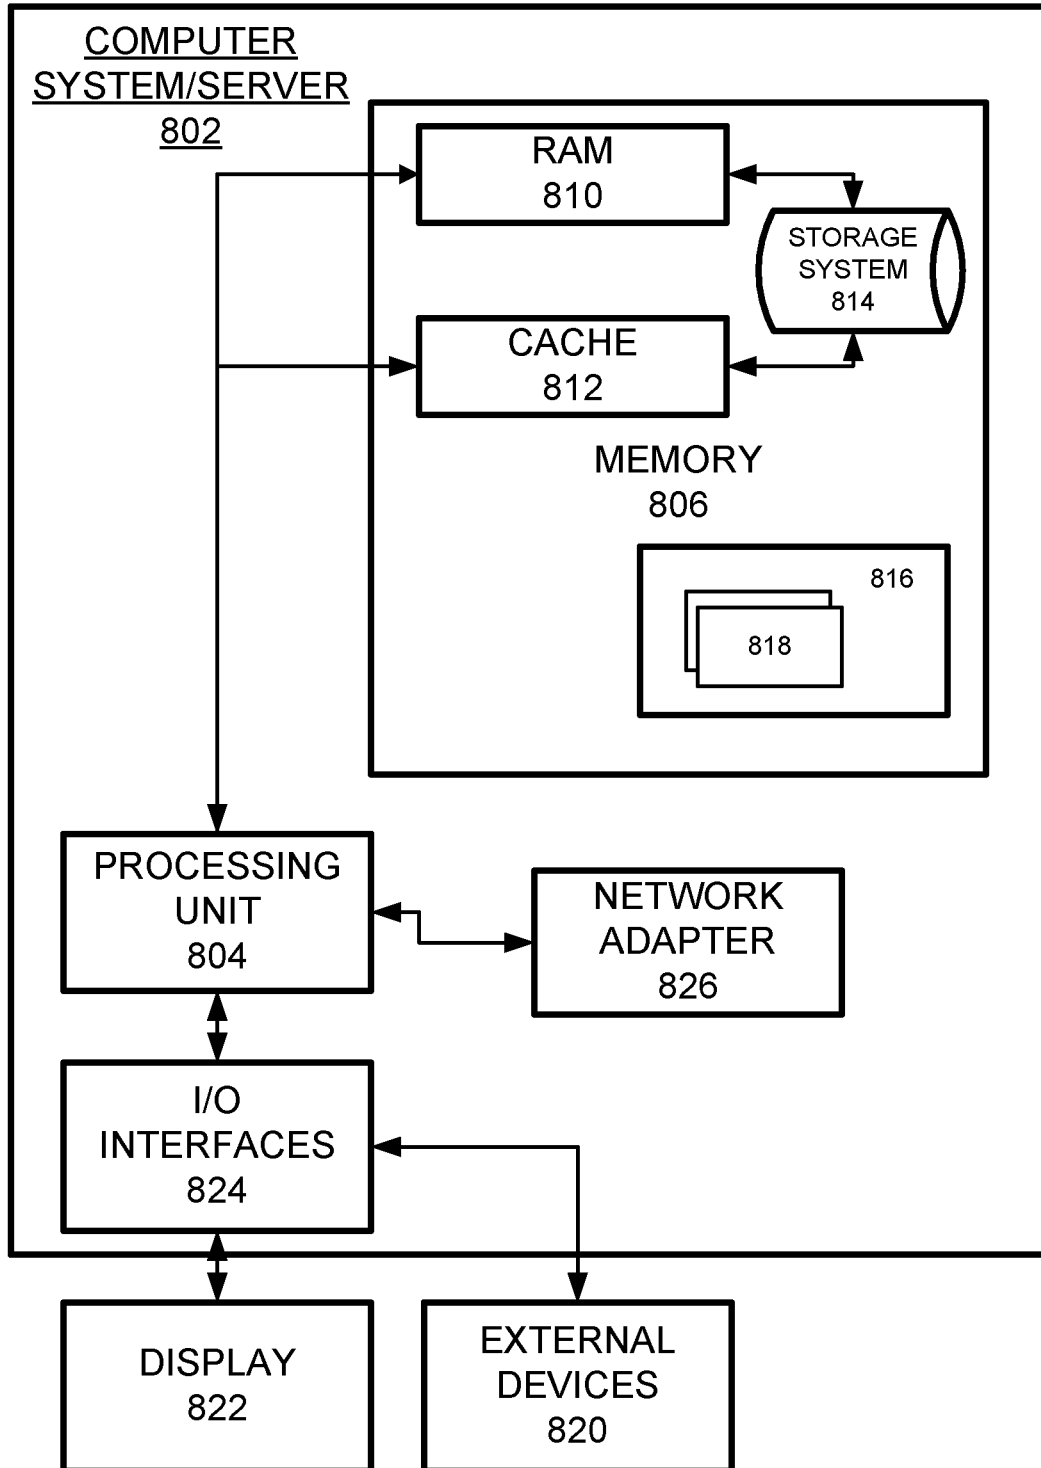 COMPUTER
SYSTEM/SERVER
802
RAM
810
STORAGE
SYSTEM
814
CACHE
812
MEMORY
806
816
818
PROCESSING
UNIT
804
NETWORK
ADAPTER
826
I/O
INTERFACES
824
DISPLAY
822
EXTERNAL
DEVICES
820